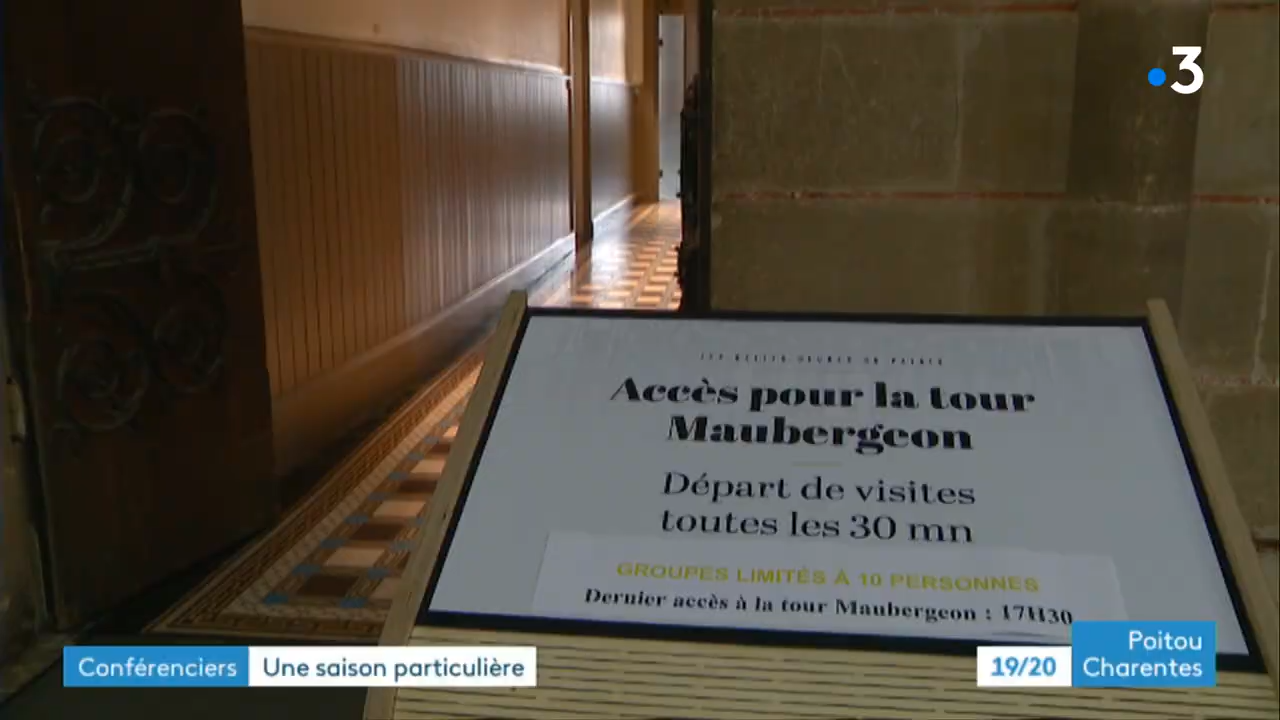 3
Accès pour la tour
Maubergeon
Départ de visites
toutes les 30 mn
GROUPES LIMITÉS À 10 PERSONNES
Dernier accès à la tour Maubergeon : 17H30
Conférenciers Une saison particulière
19/20
Poitou
Charentes